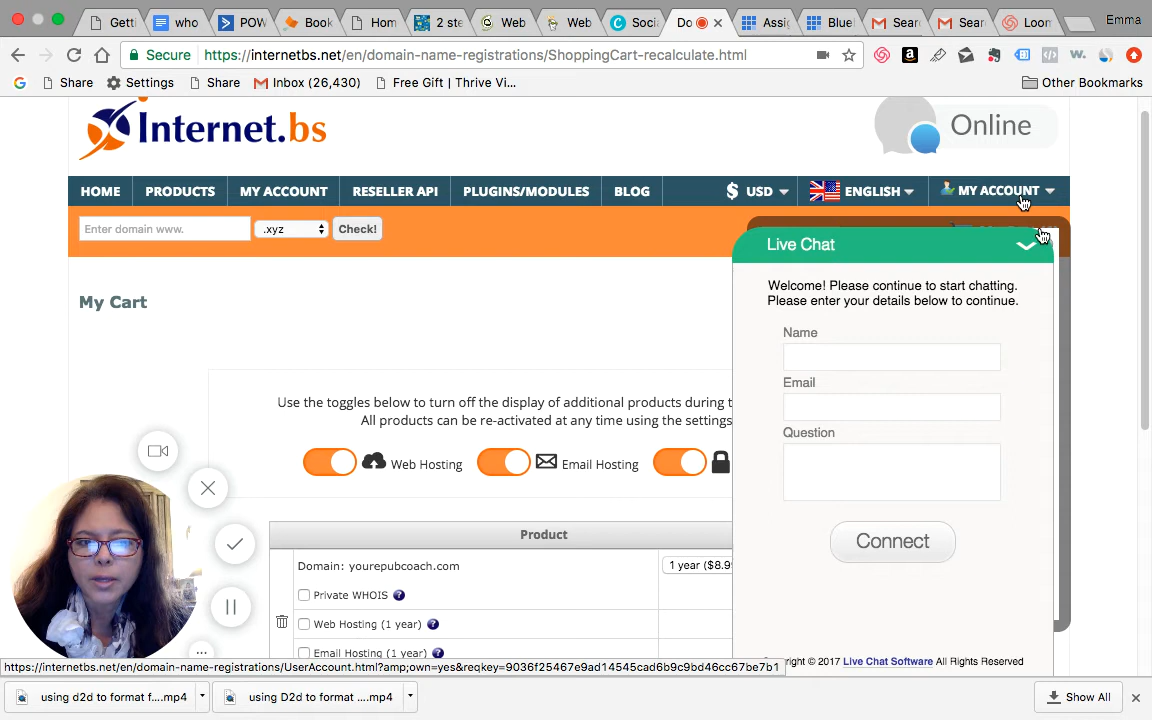 Getti
who
POW
Book
Hom
2 ste
Web
Web
Socia
Do
Assig
Blue
Sear
Sear
Loom
Emma
Secure https://internetbs.net/en/domain-name-registrations/ShoppingCart-recalculate.html
Share
Settings
Inbox (26,430)
Share
Free Gift | Thrive Vi...
Other Bookmarks
Internet.bs
Online
HOME
PRODUCTS
MY ACCOUNT
RESELLER API
PLUGINS/MODULES
BLOG
$ USD
ENGLISH
MY ACCOUNT
Enter domain www.
.xyz
Check!
Live Chat
Welcome! Please continue to start chatting.
Please enter your details below to continue.
Name
Email
Question
Connect
My Cart
Use the toggles below to turn off the display of additional products during t
All products can be re-activated at any time using the settings
Web Hosting
Email Hosting
Product
Domain: yourepubcoach.com
1 year ($8.9
Private WHOIS ?
Web Hosting (1 year) ?
Email Hosting (1 year) ?
https://internetbs.net/en/domain-name-registrations/UserAccount.html?amp;own=yes&reqkey=9036f25467e9ad14545cad6b9c9bd46cc67be7b1
ight © 2017 Live Chat Software All Rights Reserved
using d2d to format f....mp4
using D2d to format ....mp4
Show All